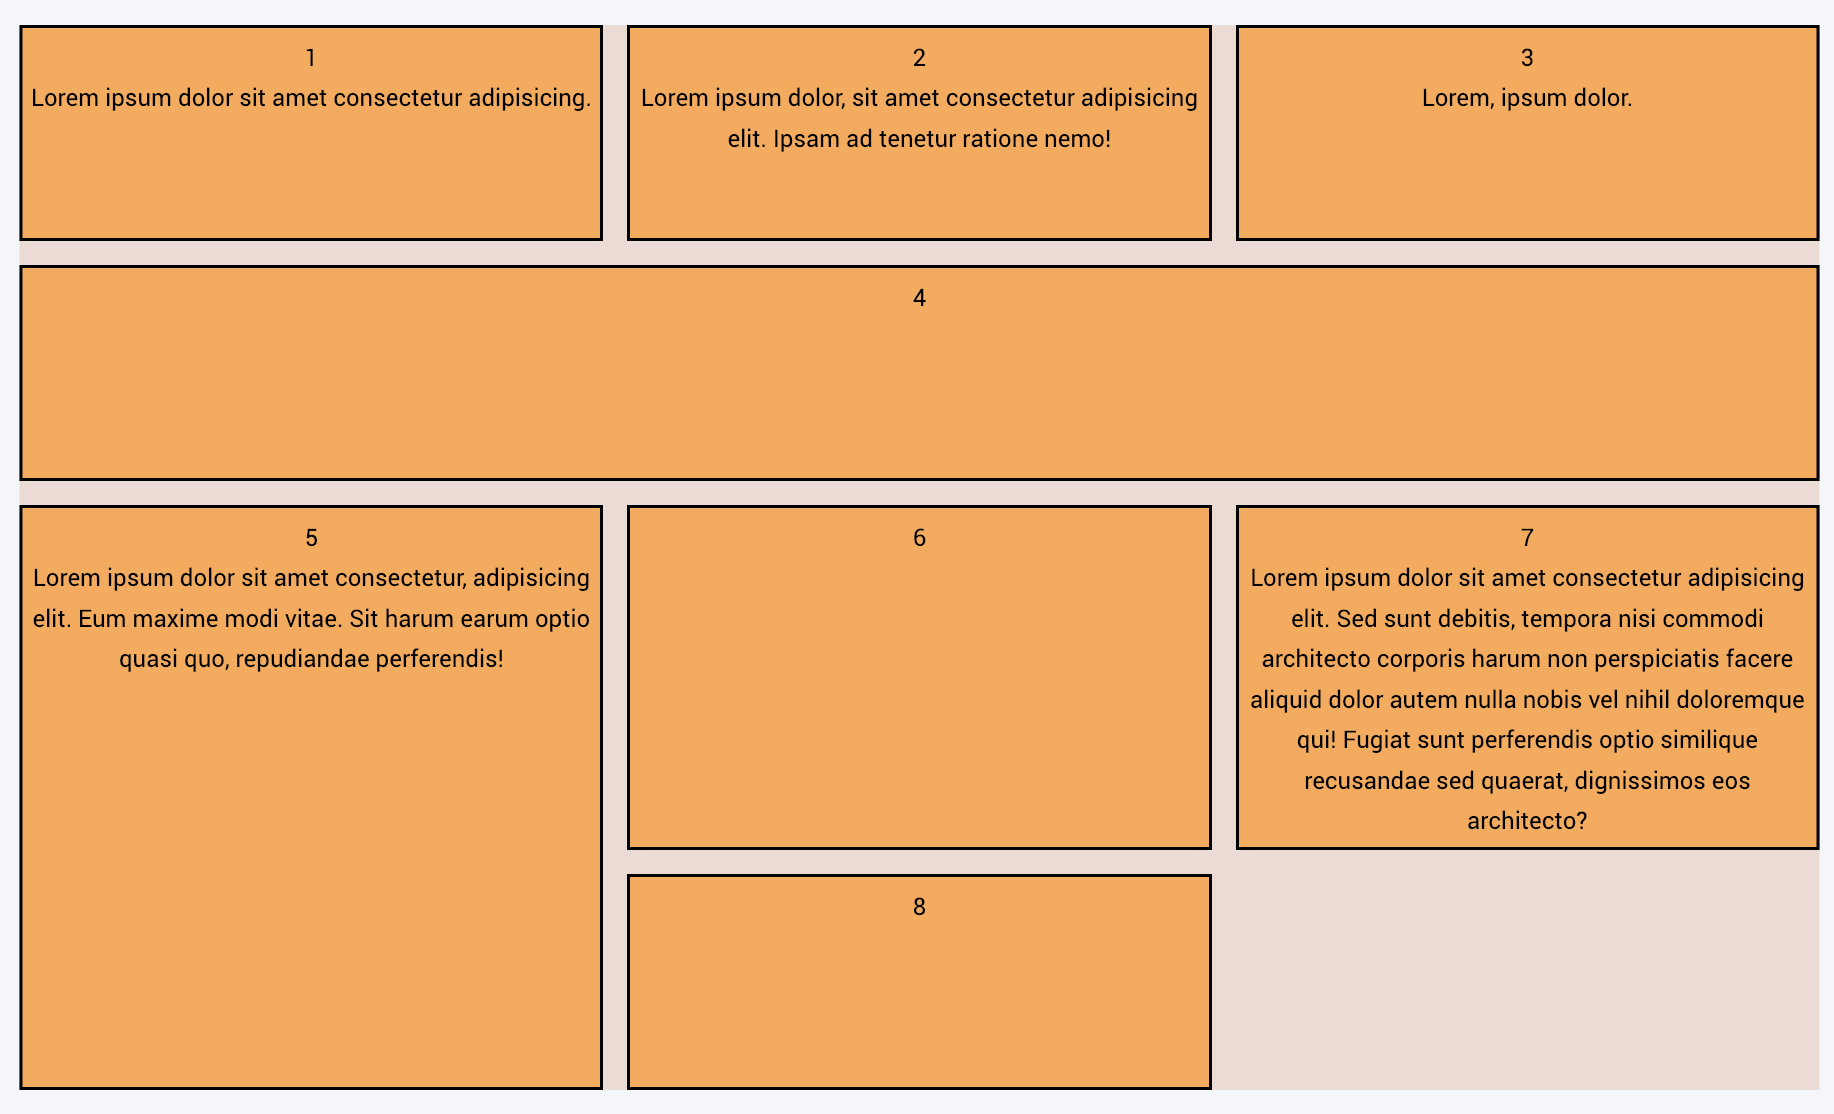 1
Lorem ipsum dolor sit amet consectetur adipisicing.
2
Lorem ipsum dolor, sit amet consectetur adipisicing
elit. Ipsam ad tenetur ratione nemo!
3
Lorem, ipsum dolor.
4
5
Lorem ipsum dolor sit amet consectetur, adipisicing
elit. Eum maxime modi vitae. Sit harum earum optio
quasi quo, repudiandae perferendis!
6
7
Lorem ipsum dolor sit amet consectetur adipisicing
elit. Sed sunt debitis, tempora nisi commodi
architecto corporis harum non perspiciatis facere
aliquid dolor autem nulla nobis vel nihil doloremque
qui! Fugiat sunt perferendis optio similique
recusandae sed quaerat, dignissimos eos
architecto?
8